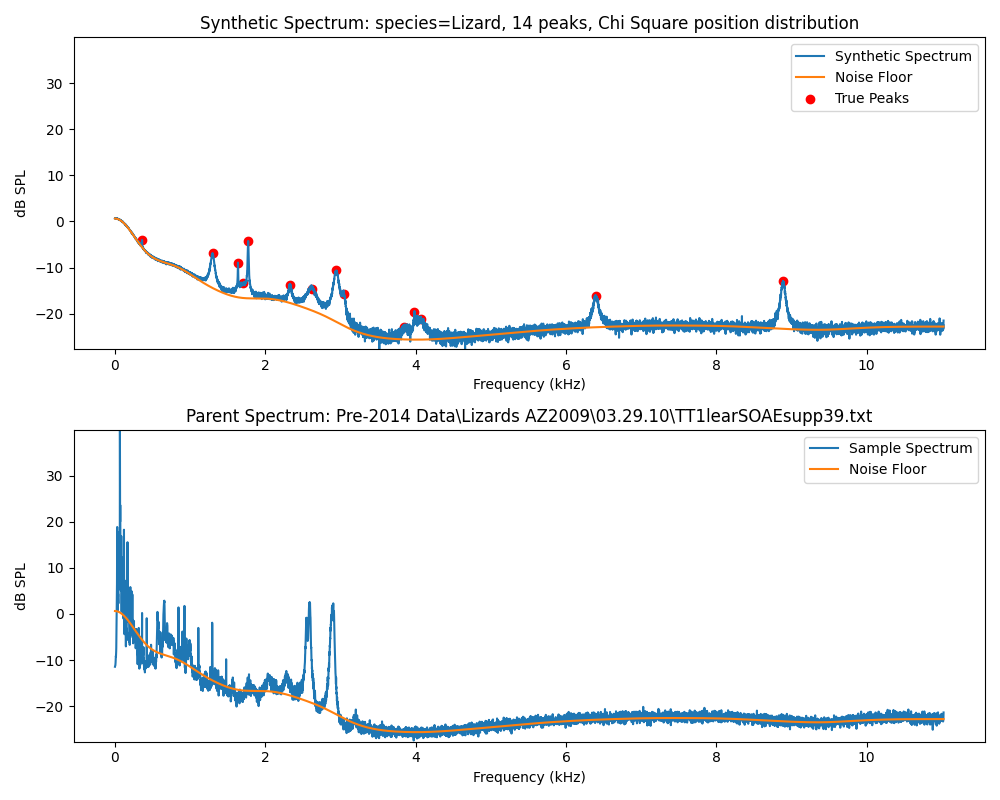 Synthetic Spectrum: species=Lizard, 14 peaks, Chi Square position distribution
dB SPL
30
20
10
0
−10
−20
Synthetic Spectrum
Noise Floor
True Peaks
0 2 4 6 8 10
Frequency (kHz)
Parent Spectrum: Pre-2014 Data\Lizards AZ2009\03.29.10\TT1learSOAEsupp39.txt
dB SPL
30
20
10
0
−10
−20
Sample Spectrum
Noise Floor
0 2 4 6 8 10
Frequency (kHz)